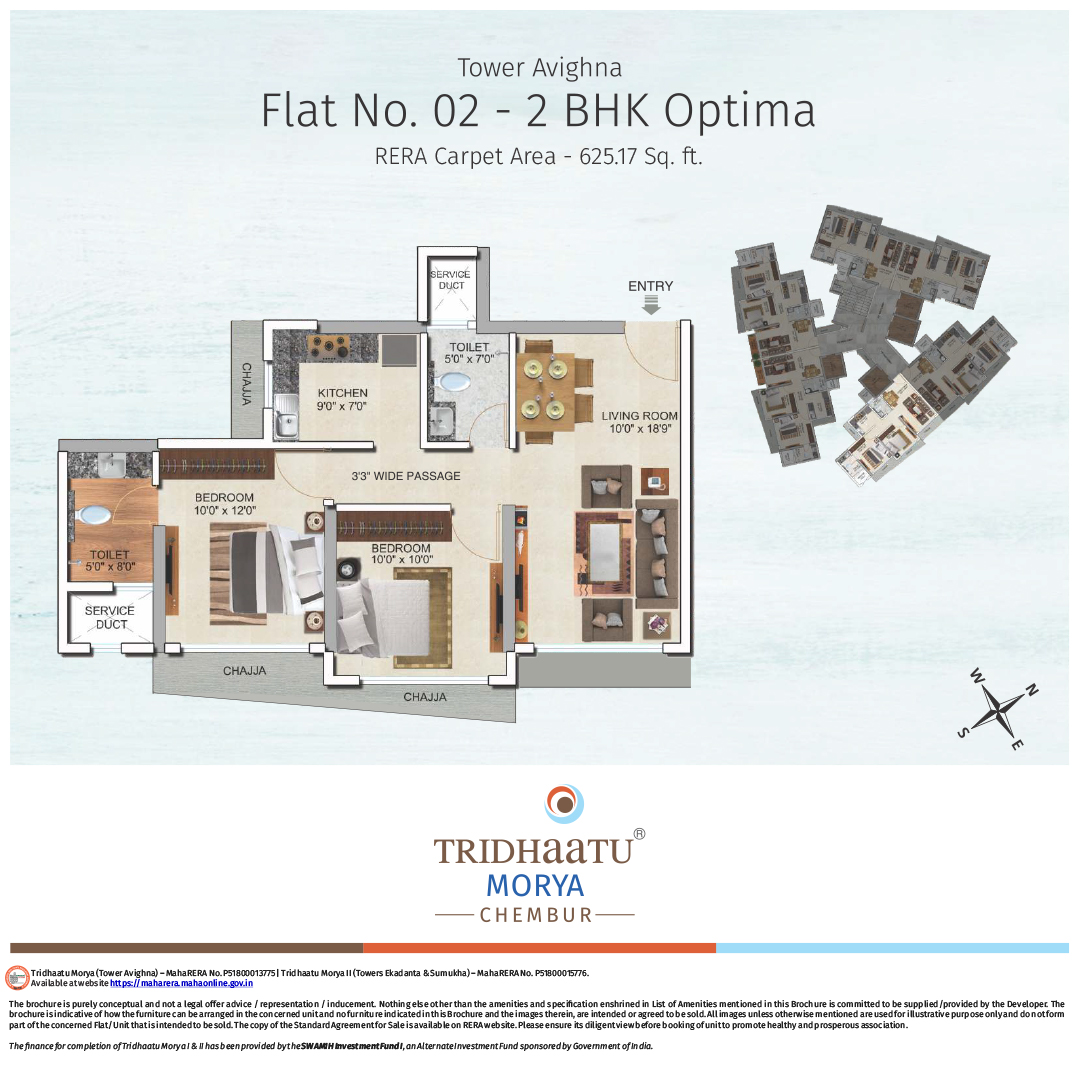 Tower Avighna
Flat No. 02 - 2 BHK Optima
RERA Carpet Area - 625.17 Sq. ft.
SERVICE
DUCT
ENTRY
TOILET
5'0" x 7'0"
CHAJJA
KITCHEN
9'0" x 7'0"
LIVING ROOM
10'0" x 18'9"
3'3" WIDE PASSAGE
BEDROOM
10'0" x 12'0"
BEDROOM
10'0" x 10'0"
TOILET
5'0" x 8'0"
SERVICE
DUCT
CHAJJA
CHAJJA
W
N
S
E
TRIDHaaTU®
MORYA
CHEMBUR
Tridhaatu Morya (Tower Avighna) – MahaRERA No. P51800013775 | Tridhaatu Morya II (Towers Ekadanta & Sumukha) – MahaRERA No. P51800015776.
Available at website https://maharera.mahaonline.gov.in
The brochure is purely conceptual and not a legal offer advice / representation / inducement. Nothing else other than the amenities and specification enshrined in List of Amenities mentioned in this Brochure is committed to be supplied /provided by the Developer. The
brochure is indicative of how the furniture can be arranged in the concerned unit and no furniture indicated in this Brochure and the images therein, are intended or agreed to be sold. All images unless otherwise mentioned are used for illustrative purpose only and do not form
part of the concerned Flat/ Unit that is intended to be sold. The copy of the Standard Agreement for Sale is available on RERA website. Please ensure its diligent view before booking of unit to promote healthy and prosperous association.
The finance for completion of Tridhaatu Morya I & II has been provided by the SWAMIH Investment Fund I, an Alternate Investment Fund sponsored by Government of India.